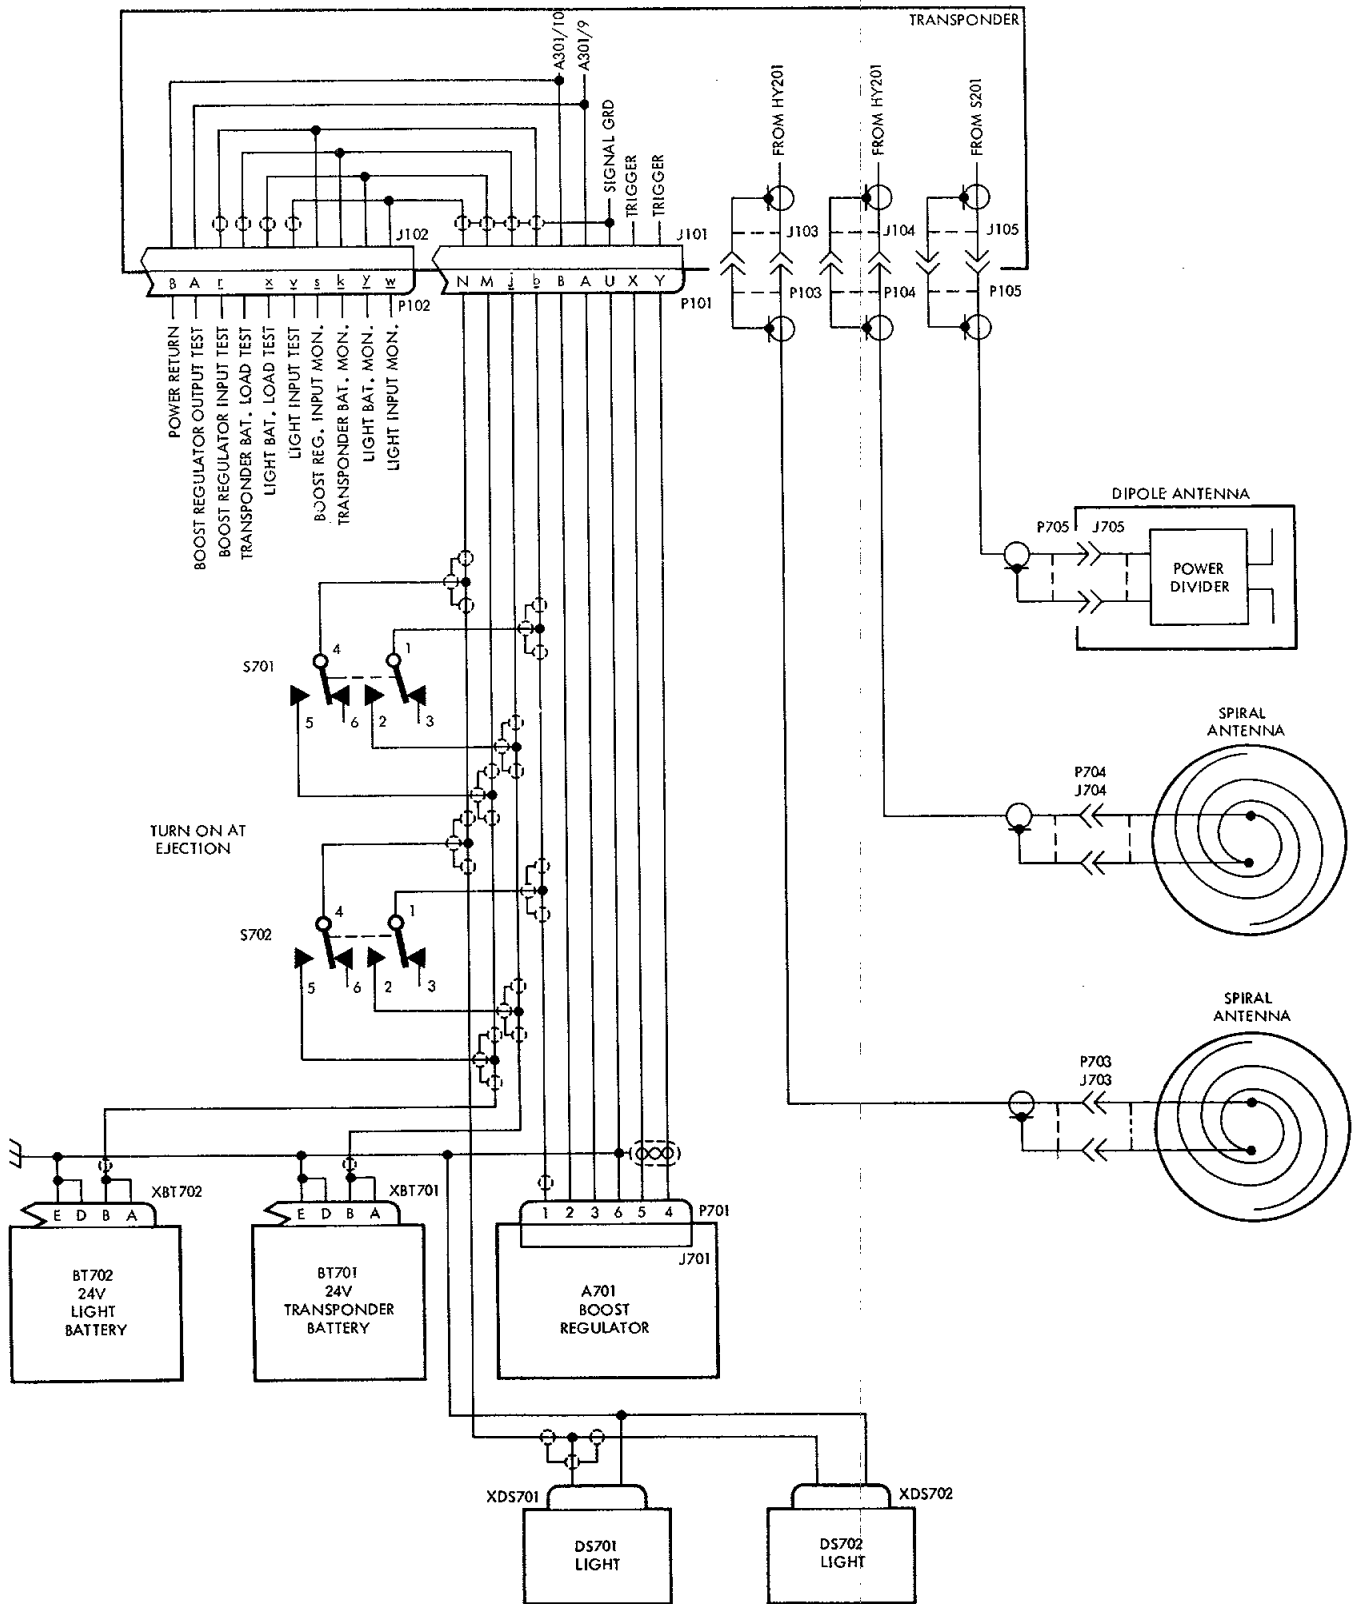 TRANSPONDER
A301/10
A301/9
SIGNAL GRD
TRIGGER
TRIGGER
FROM HY201
FROM HY201
FROM S201
J102
J101
J103
J104
J105
B A r x v s k y w
N M j b B A U X Y
P102
P101
P103
P104
P105
POWER RETURN
BOOST REGULATOR OUTPUT TEST
BOOST REGULATOR INPUT TEST
TRANSPONDER BAT. LOAD TEST
LIGHT BAT. LOAD TEST
LIGHT INPUT TEST
BOOST REG. INPUT MON.
TRANSPONDER BAT. MON.
LIGHT BAT. MON.
LIGHT INPUT MON.
DIPOLE ANTENNA
P705 J705
POWER
DIVIDER
S701
4 1
5 6 2 3
SPIRAL
ANTENNA
P704
J704
TURN ON AT
EJECTION
S702
4 1
5 6 2 3
SPIRAL
ANTENNA
P703
J703
XBT702
E D B A
BT702
24V
LIGHT
BATTERY
XBT701
E D B A
BT701
24V
TRANSPONDER
BATTERY
P701
1 2 3 6 5 4
J701
A701
BOOST
REGULATOR
XDS701
DS701
LIGHT
XDS702
DS702
LIGHT